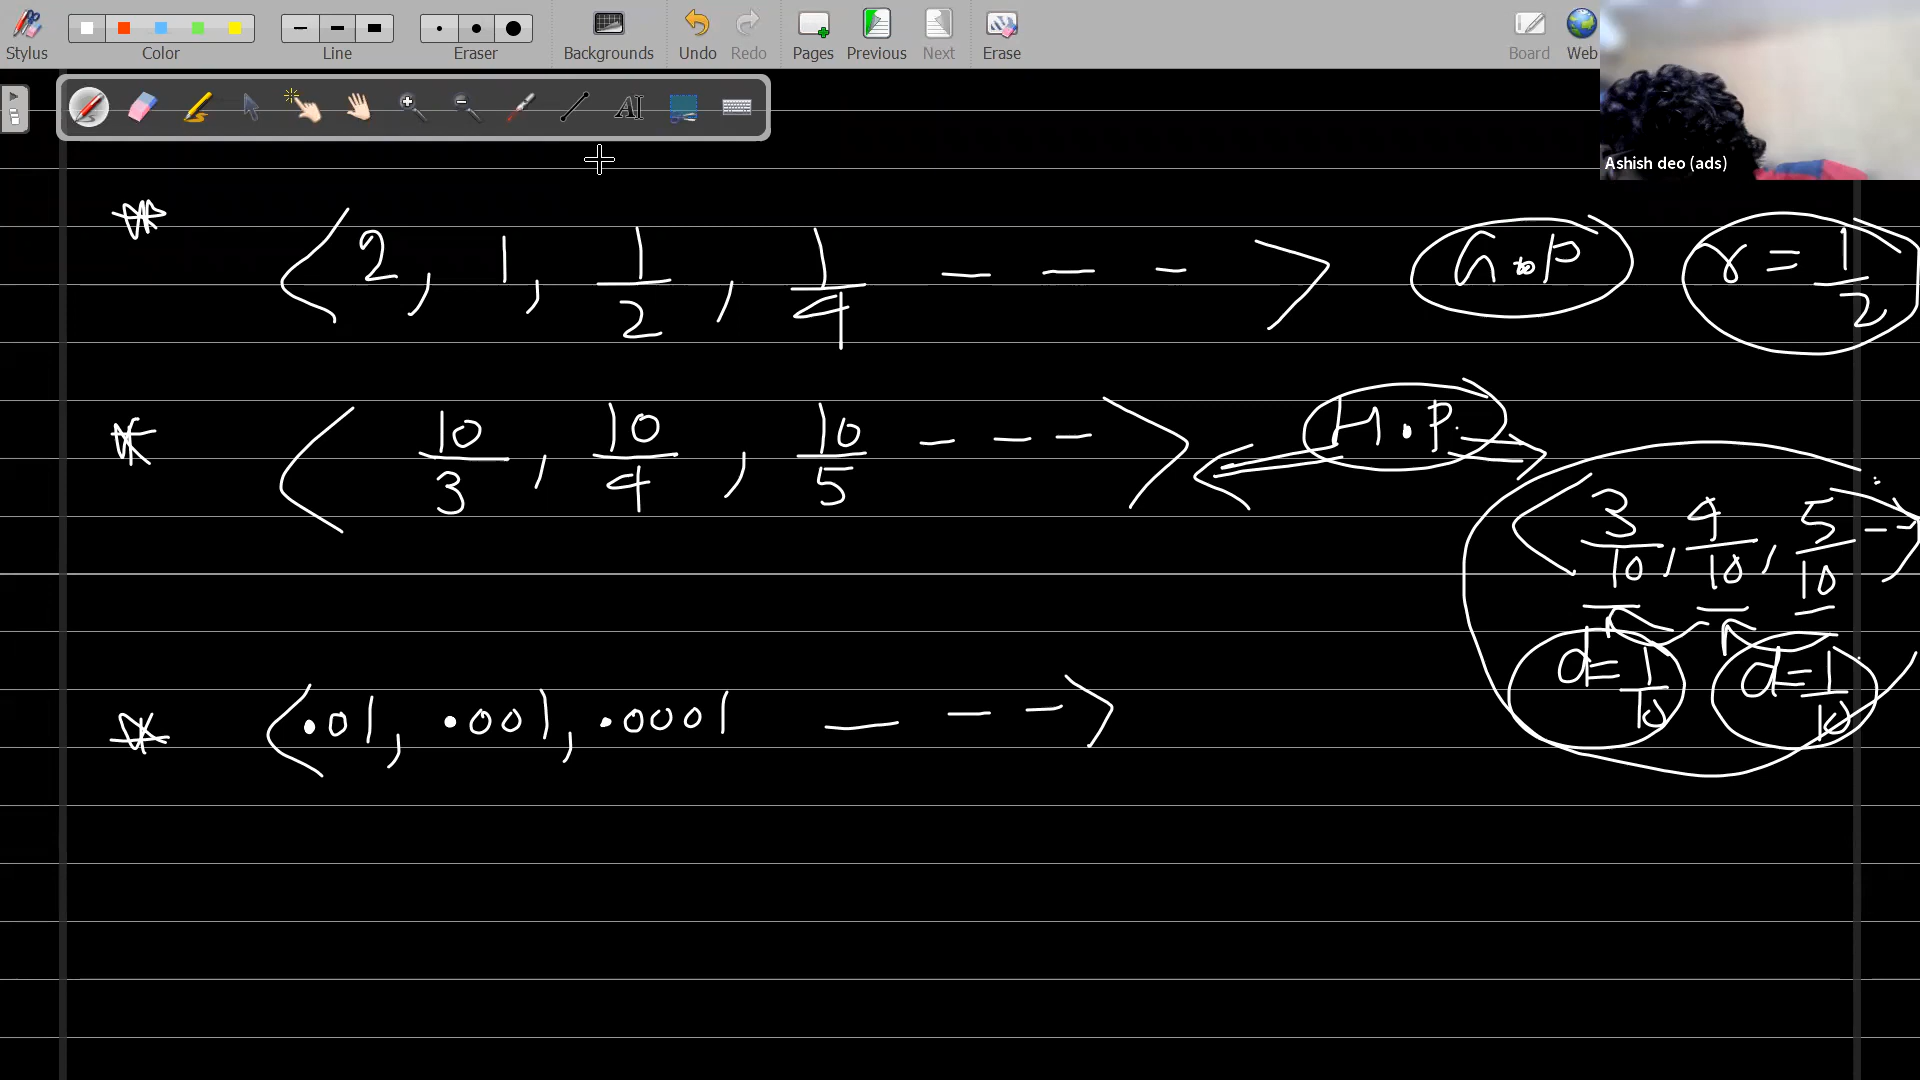 Stylus Color Line Eraser Backgrounds Undo Redo Pages Previous Next Erase Board Web
Ashish deo (ads)
< 2, 1, 1/2, 1/4 - - - > G.P r = 1/2
< 10/3, 10/4, 10/5 - - - > H.P.
< 3/10, 4/10, 5/10 - - >
d = 1/10 d = 1/10
< .01, .001, .0001 - - - >